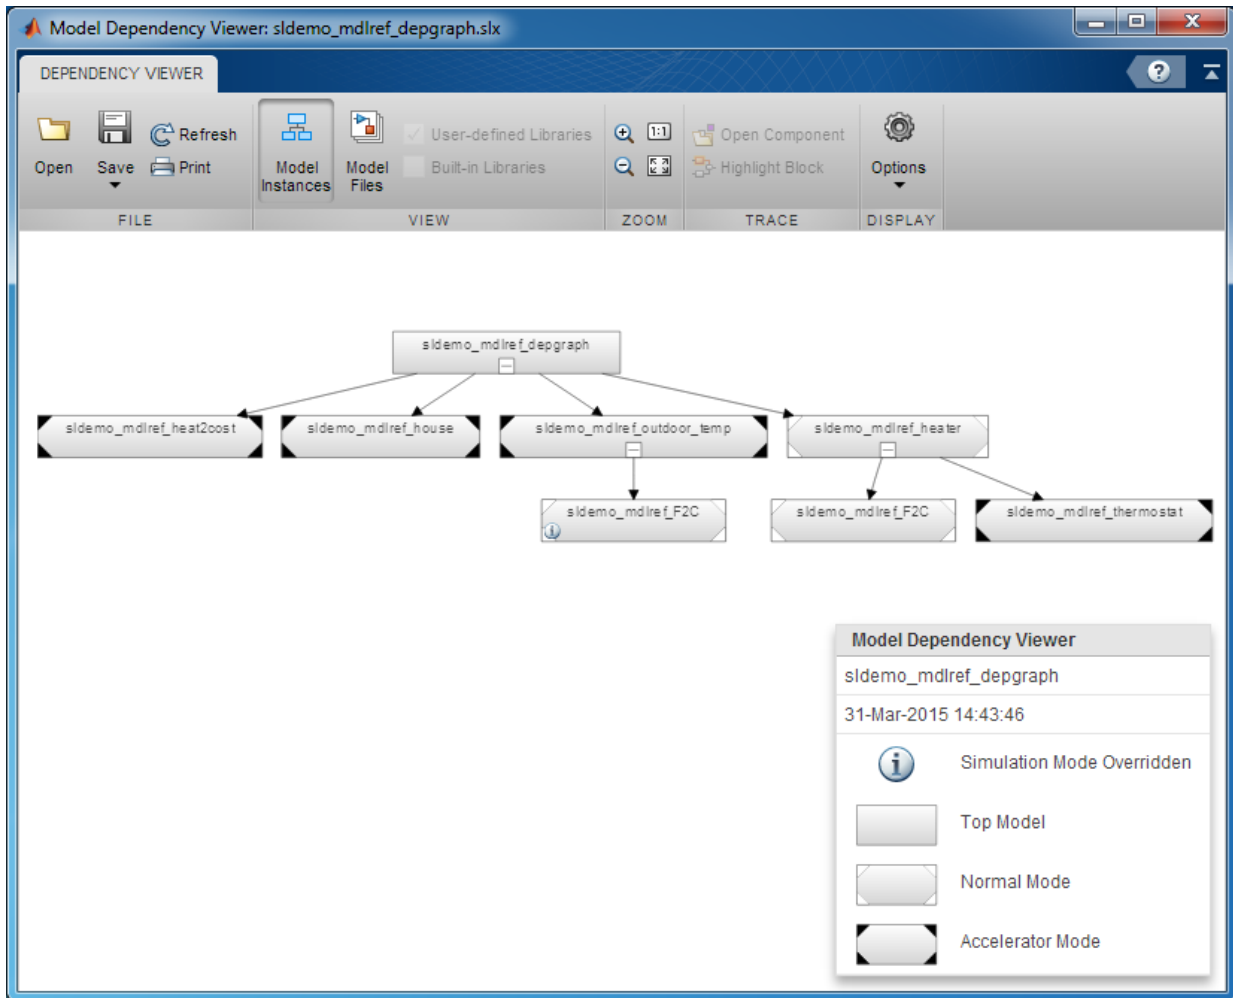 Model Dependency Viewer: sldemo_mdlref_depgraph.slx
DEPENDENCY VIEWER
?
Open
Save
Refresh
Print
Model
Instances
Model
Files
User-defined Libraries
Built-in Libraries
1:1
Open Component
Highlight Block
Options
FILE
VIEW
ZOOM
TRACE
DISPLAY
sldemo_mdlref_depgraph
sldemo_mdlref_heat2cost
sldemo_mdlref_house
sldemo_mdlref_outdoor_temp
sldemo_mdlref_heater
sldemo_mdlref_F2C
i
sldemo_mdlref_F2C
sldemo_mdlref_thermostat
Model Dependency Viewer
sldemo_mdlref_depgraph
31-Mar-2015 14:43:46
i Simulation Mode Overridden
Top Model
Normal Mode
Accelerator Mode